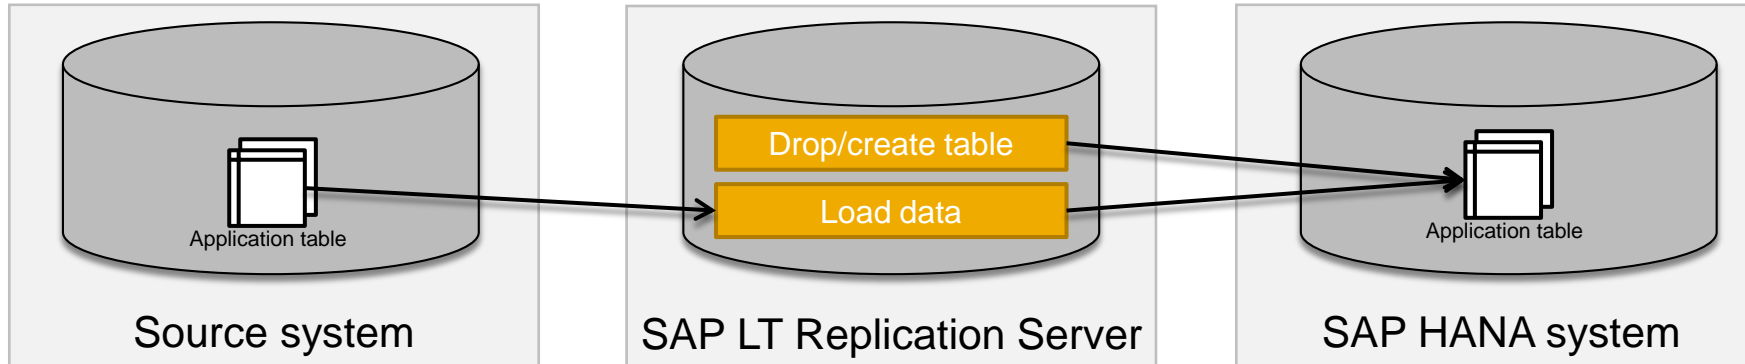 Drop/create table
Load data
Application table
Application table
Source system
SAP LT Replication Server
SAP HANA system